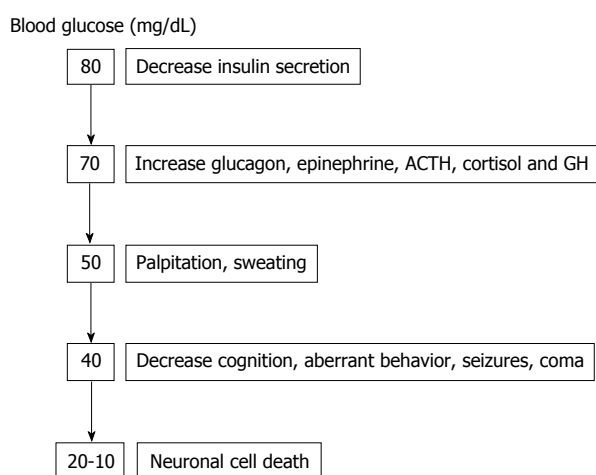 Blood glucose (mg/dL)
80 Decrease insulin secretion
70 Increase glucagon, epinephrine, ACTH, cortisol and GH
50 Palpitation, sweating
40 Decrease cognition, aberrant behavior, seizures, coma
20-10 Neuronal cell death